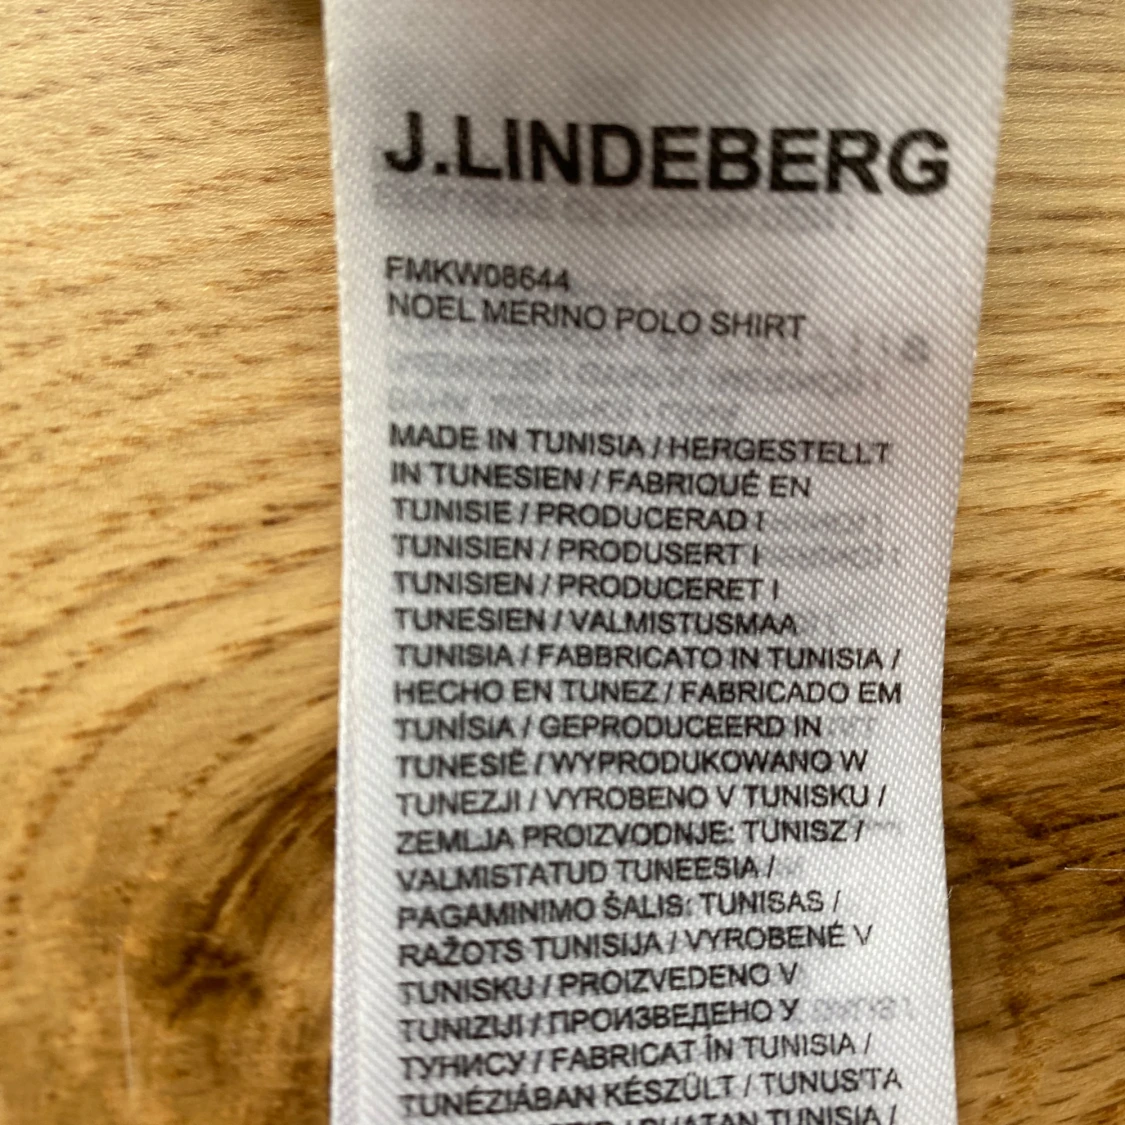 J.LINDEBERG
FMKW08644
NOEL MERINO POLO SHIRT
MADE IN TUNISIA / HERGESTELLT
IN TUNESIEN / FABRIQUÉ EN
TUNISIE / PRODUCERAD I
TUNISIEN / PRODUSERT I
TUNISIEN / PRODUCERET I
TUNESIEN / VALMISTUSMAA
TUNISIA / FABBRICATO IN TUNISIA /
HECHO EN TUNEZ / FABRICADO EM
TUNÍSIA / GEPRODUCEERD IN
TUNESIË / WYPRODUKOWANO W
TUNEZJI / VYROBENO V TUNISKU /
ZEMLJA PROIZVODNJE: TUNISZ /
VALMISTATUD TUNEESIA /
PAGAMINIMO ŠALIS: TUNISAS /
RAŽOTS TUNISIJA / VYROBENÉ V
TUNISKU / PROIZVEDENO V
TUNIZIJI / ПРОИЗВЕДЕНО У
ТУНИСУ / FABRICAT ÎN TUNISIA /
TUNÉZIÁBAN KÉSZÜLT / TUNUS'TA
TUNISIA /